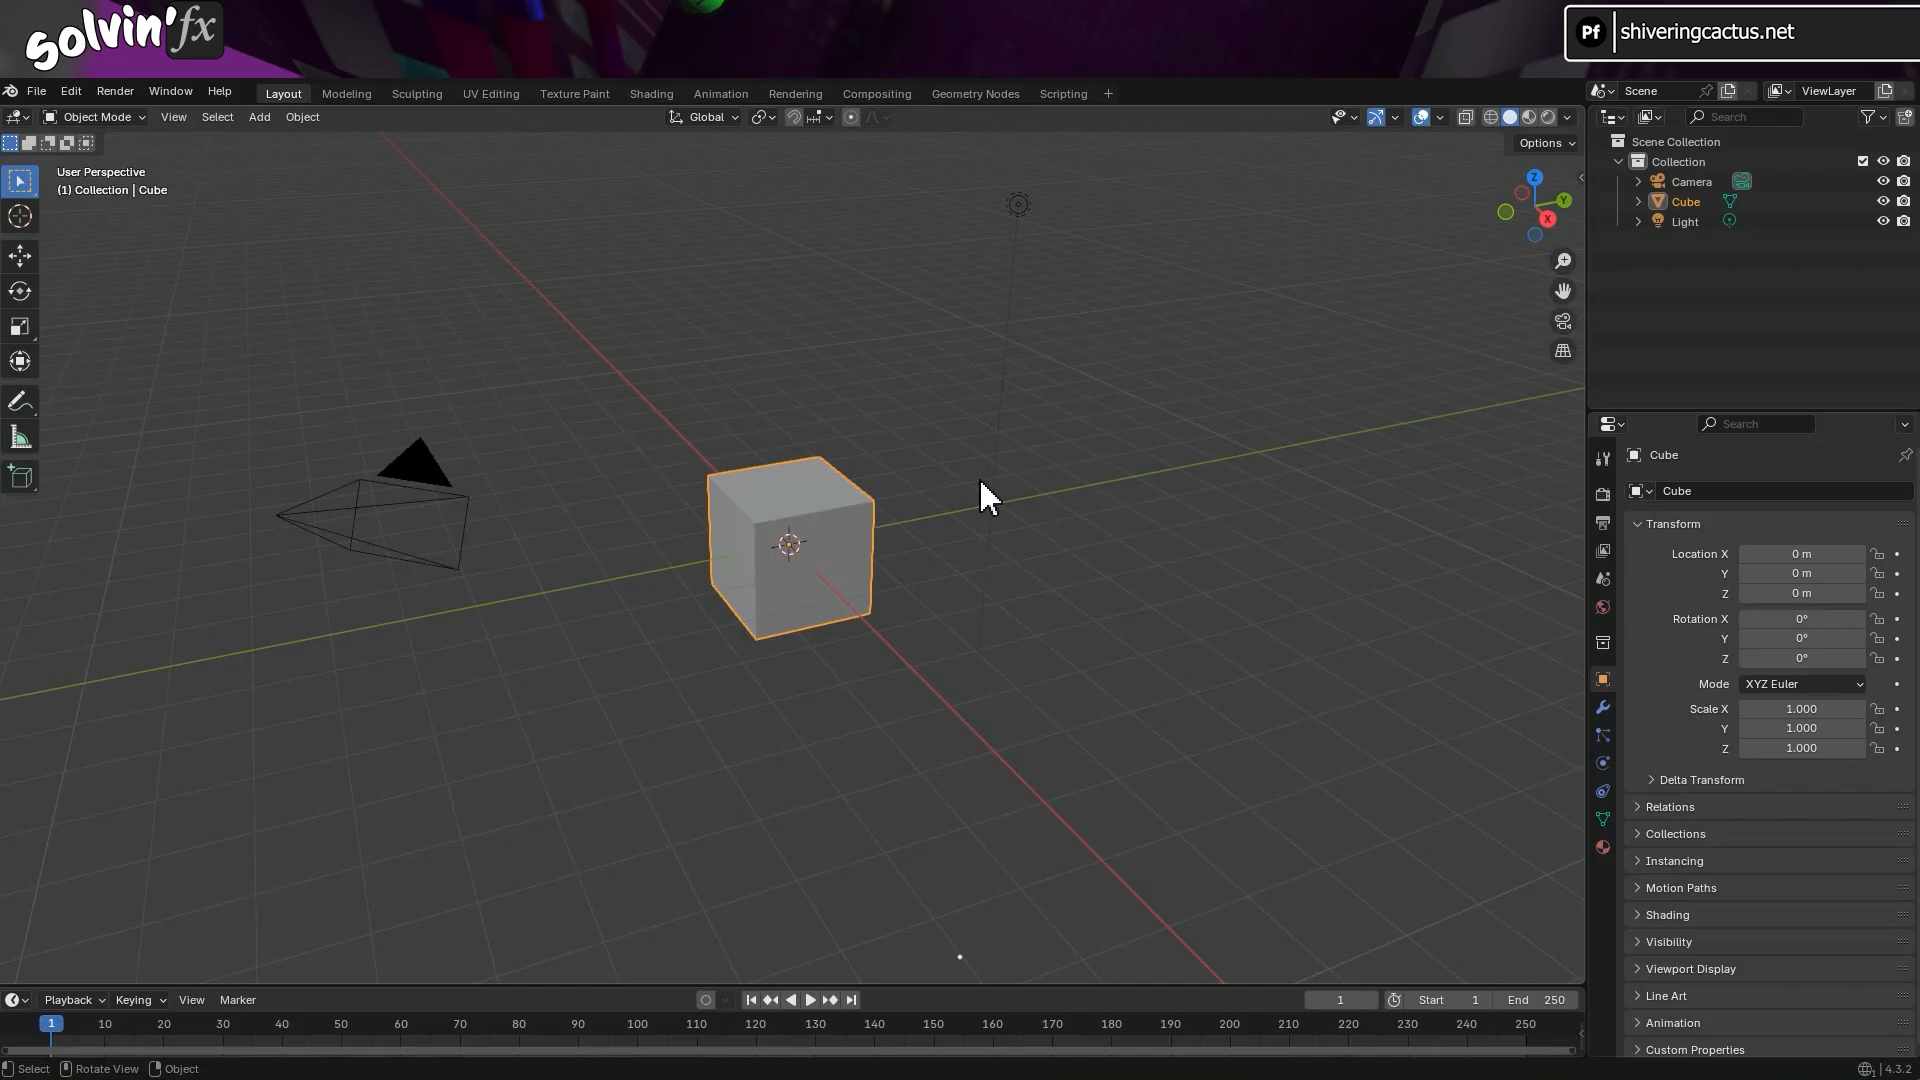 solvin' fx
Pf shiveringcactus.net
File Edit Render Window Help Layout Modeling Sculpting UV Editing Texture Paint Shading Animation Rendering Compositing Geometry Nodes Scripting + Scene ViewLayer
Object Mode View Select Add Object Global Search
Options
User Perspective
(1) Collection | Cube
Z
Y
X
Scene Collection
Collection
Camera
Cube
Light
Search
Cube
Cube
Transform
Location X 0 m
Y 0 m
Z 0 m
Rotation X 0°
Y 0°
Z 0°
Mode XYZ Euler
Scale X 1.000
Y 1.000
Z 1.000
Delta Transform
Relations
Collections
Instancing
Motion Paths
Shading
Visibility
Viewport Display
Line Art
Animation
Custom Properties
Playback Keying View Marker 1 Start 1 End 250
1 10 20 30 40 50 60 70 80 90 100 110 120 130 140 150 160 170 180 190 200 210 220 230 240 250
Select Rotate View Object 4.3.2